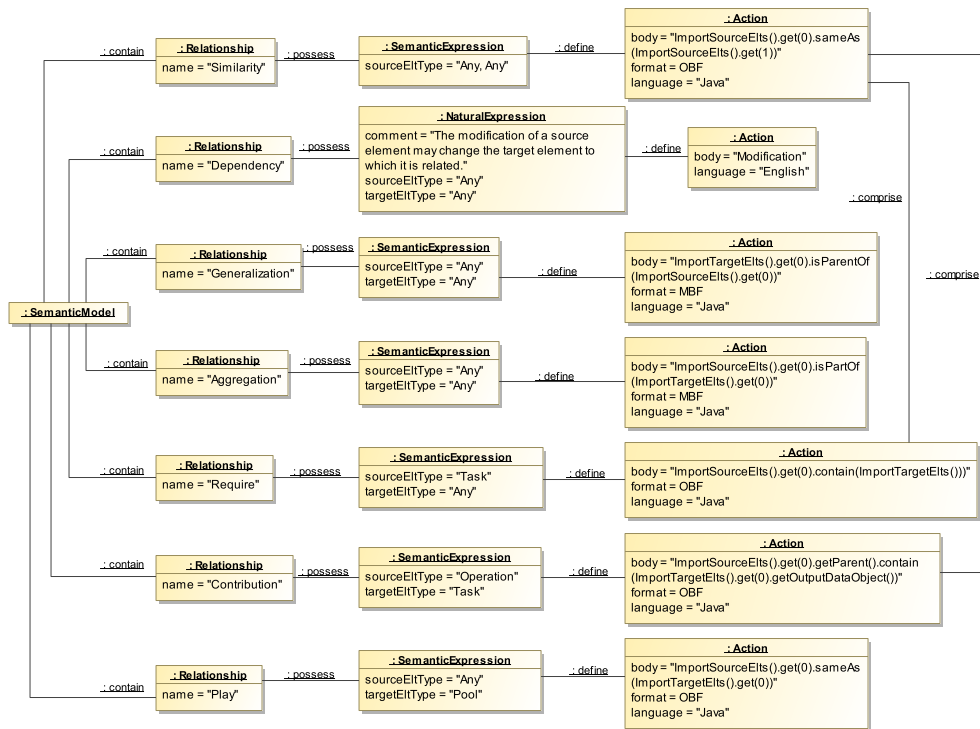 : SemanticModel
: contain
: Relationship
name = "Similarity"
: possess
: SemanticExpression
sourceEltType = "Any, Any"
: define
: Action
body = "ImportSourceElts().get(0).sameAs
(ImportSourceElts().get(1))"
format = OBF
language = "Java"
: contain
: Relationship
name = "Dependency"
: possess
: NaturalExpression
comment = "The modification of a source
element may change the target element to
which it is related."
sourceEltType = "Any"
targetEltType = "Any"
: define
: Action
body = "Modification"
language = "English"
: comprise
: comprise
: contain
: Relationship
name = "Generalization"
: possess
: SemanticExpression
sourceEltType = "Any"
targetEltType = "Any"
: define
: Action
body = "ImportTargetElts().get(0).isParentOf
(ImportSourceElts().get(0))"
format = MBF
language = "Java"
: contain
: Relationship
name = "Aggregation"
: possess
: SemanticExpression
sourceEltType = "Any"
targetEltType = "Any"
: define
: Action
body = "ImportSourceElts().get(0).isPartOf
(ImportTargetElts().get(0))"
format = MBF
language = "Java"
: contain
: Relationship
name = "Require"
: possess
: SemanticExpression
sourceEltType = "Task"
targetEltType = "Any"
: define
: Action
body = "ImportSourceElts().get(0).contain(ImportTargetElts()))"
format = OBF
language = "Java"
: contain
: Relationship
name = "Contribution"
: possess
: SemanticExpression
sourceEltType = "Operation"
targetEltType = "Task"
: define
: Action
body = "ImportSourceElts().get(0).getParent().contain
(ImportTargetElts().get(0).getOutputDataObject())"
format = OBF
language = "Java"
: contain
: Relationship
name = "Play"
: possess
: SemanticExpression
sourceEltType = "Any"
targetEltType = "Pool"
: define
: Action
body = "ImportSourceElts().get(0).sameAs
(ImportTargetElts().get(0))"
format = OBF
language = "Java"